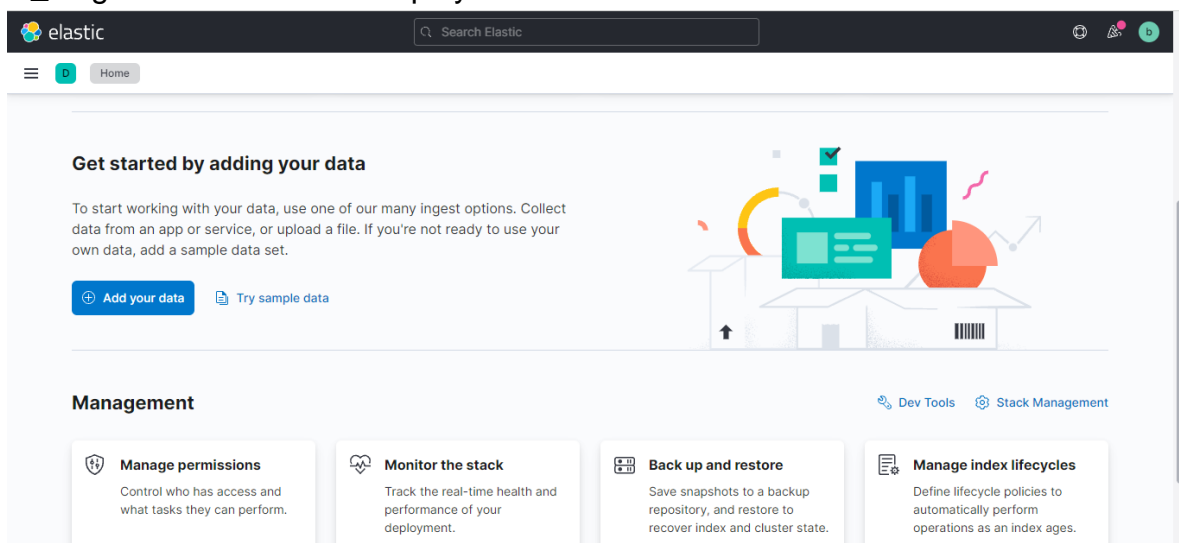 elastic
Search Elastic
b
D
Home
Get started by adding your data
To start working with your data, use one of our many ingest options. Collect
data from an app or service, or upload a file. If you're not ready to use your
own data, add a sample data set.
Add your data
Try sample data
Management
Dev Tools
Stack Management
Manage permissions
Control who has access and
what tasks they can perform.
Monitor the stack
Track the real-time health and
performance of your
deployment.
Back up and restore
Save snapshots to a backup
repository, and restore to
recover index and cluster state.
Manage index lifecycles
Define lifecycle policies to
automatically perform
operations as an index ages.